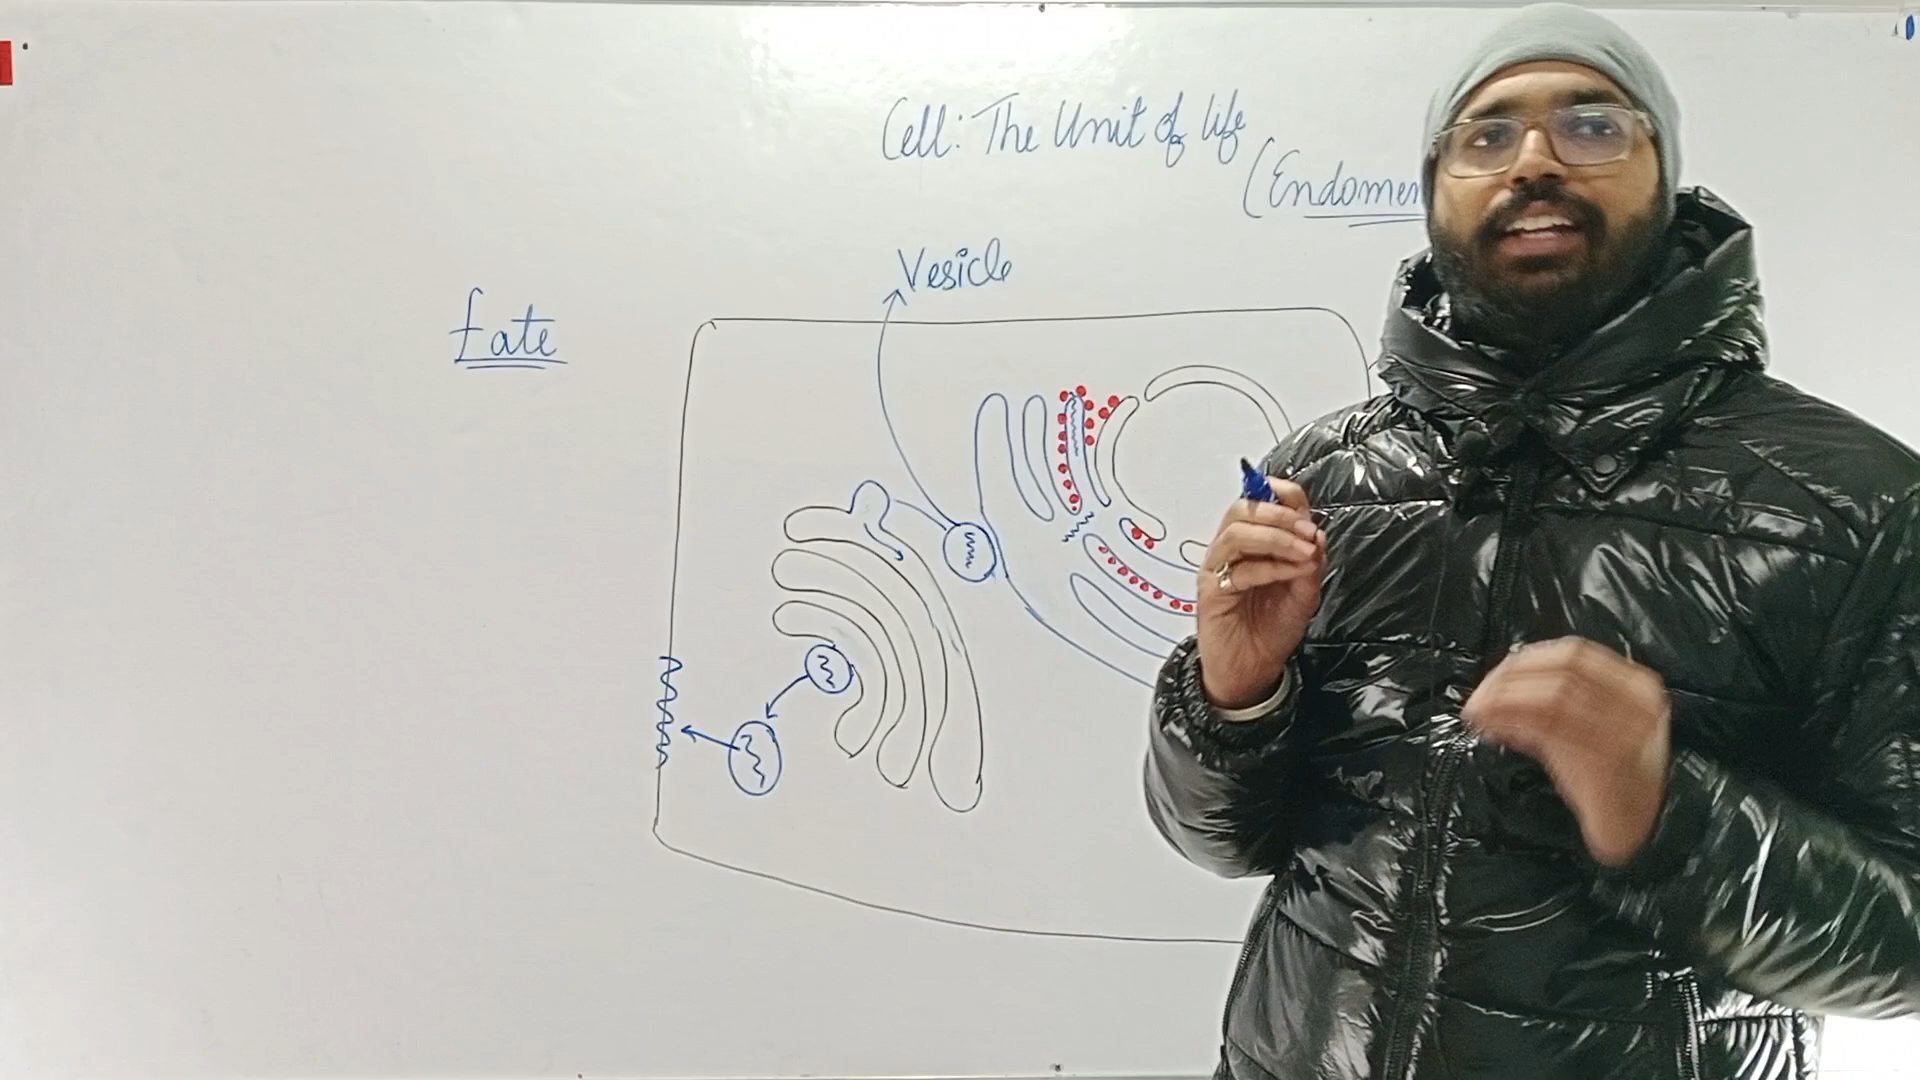 Cell: The Unit of life
(Endomem
Vesicle
fate